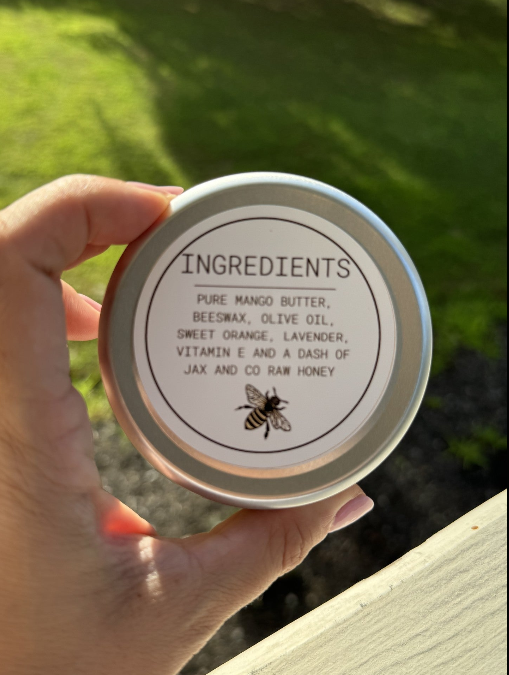 INGREDIENTS
PURE MANGO BUTTER,
BEESWAX, OLIVE OIL,
SWEET ORANGE, LAVENDER,
VITAMIN E AND A DASH OF
JAX AND CO RAW HONEY